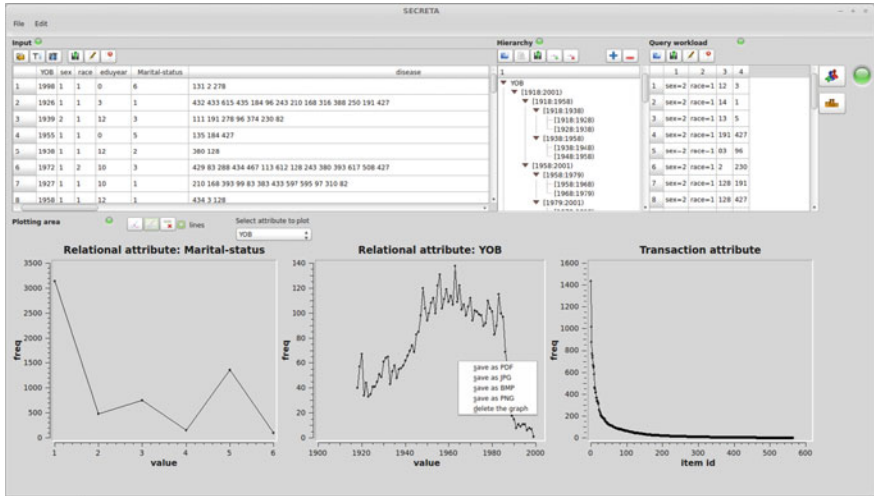 SECRETA
File Edit
Input
Hierarchy
Query workload
YOB sex race eduyear Marital-status disease
1 1998 1 1 0 6 131 2 278
2 1926 1 1 3 1 432 433 615 435 184 96 243 210 168 316 388 250 191 427
3 1939 2 1 12 3 111 191 278 96 374 230 82
4 1955 1 1 0 5 135 184 427
5 1938 1 1 12 2 380 128
6 1972 1 2 10 3 429 83 288 434 467 113 612 128 243 380 393 617 508 427
7 1927 1 1 10 1 210 168 393 99 83 383 433 597 595 97 310 82
8 1958 1 1 12 1 434 3 128
1
YOB
[1918:2001)
[1918:1958)
[1918:1938)
[1918:1928)
[1928:1938)
[1938:1958)
[1938:1948)
[1948:1958)
[1958:2001)
[1958:1979)
[1958:1968)
[1968:1979)
[1979:2001)
1 2 3 4
1 sex=2 race=1 12 3
2 sex=2 race=1 14 1
3 sex=2 race=1 13 5
4 sex=2 race=1 191 427
5 sex=2 race=1 83 96
6 sex=2 race=1 2 230
7 sex=2 race=1 128 191
8 sex=2 race=1 128 427
Plotting area
lines
Select attribute to plot
YOB
Relational attribute: Marital-status
freq
3500
3000
2500
2000
1500
1000
500
0
1 2 3 4 5 6
value
Relational attribute: YOB
freq
140
120
100
80
60
40
20
0
save as PDF
save as JPG
save as BMP
save as PNG
delete the graph
1900 1920 1940 1960 1980 2000
value
Transaction attribute
freq
1600
1400
1200
1000
800
600
400
200
0
0 100 200 300 400 500 600
item id